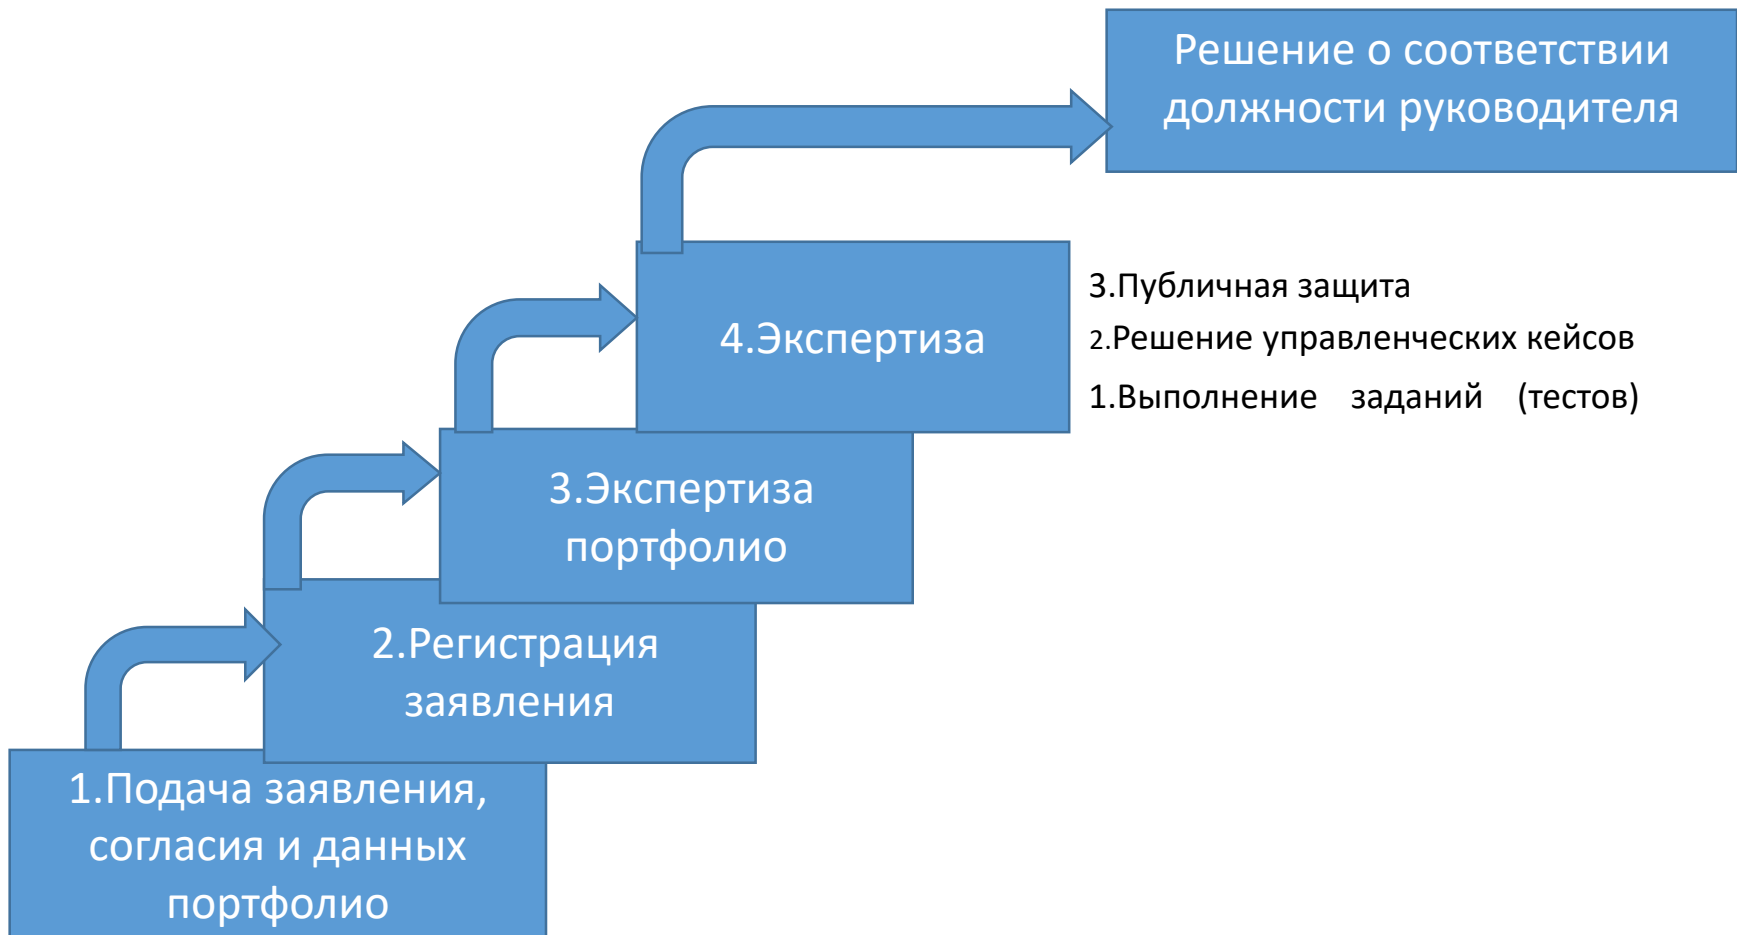 Решение о соответствии
должности руководителя
3.Публичная защита
4.Экспертиза
2.Решение управленческих кейсов
1.Выполнение заданий (тестов)
3.Экспертиза
портфолио
2.Регистрация
заявления
1.Подача заявления,
согласия и данных
портфолио